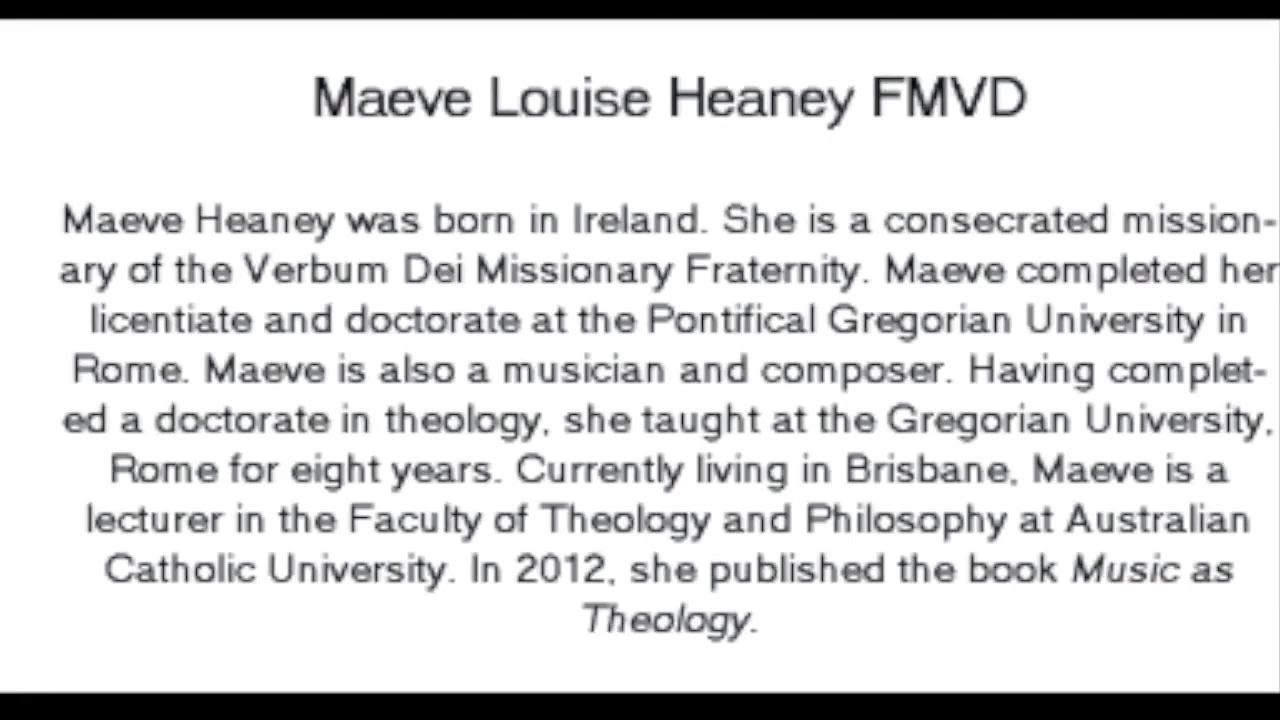 Maeve Louise Heaney FMVD
Maeve Heaney was born in Ireland. She is a consecrated mission-
ary of the Verbum Dei Missionary Fraternity. Maeve completed her
licentiate and doctorate at the Pontifical Gregorian University in
Rome. Maeve is also a musician and composer. Having complet-
ed a doctorate in theology, she taught at the Gregorian University,
Rome for eight years. Currently living in Brisbane, Maeve is a
lecturer in the Faculty of Theology and Philosophy at Australian
Catholic University. In 2012, she published the book Music as
Theology.